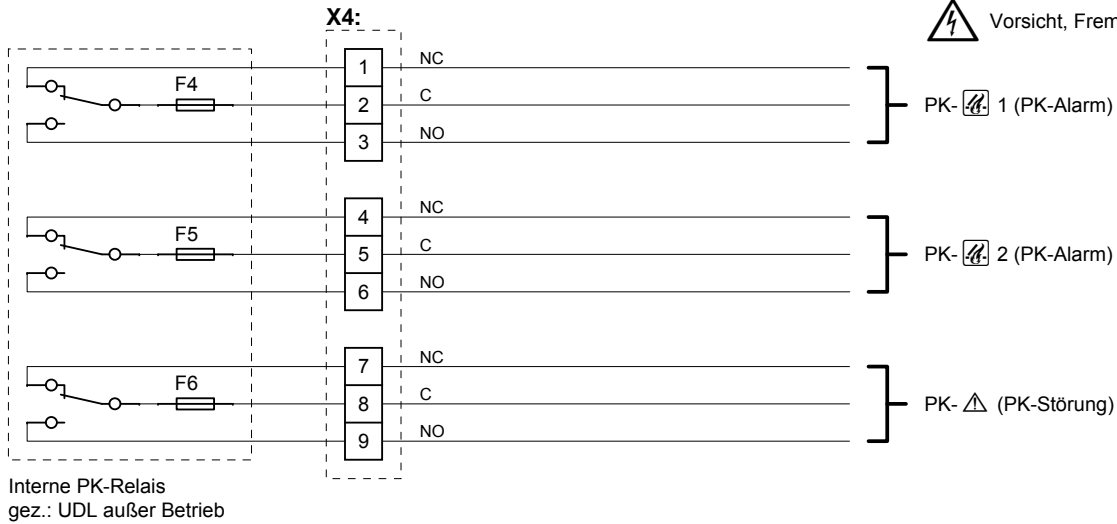 X4:
Vorsicht,
1 NC
F4
2 C
PK- 1 (PK-Alarm)
3 NO
4 NC
F5
5 C
PK- 2 (PK-Alarm)
6 NO
7 NC
F6
8 C
PK- (PK-Störung)
9 NO
Interne PK-Relais
gez.: UDL außer Betrieb